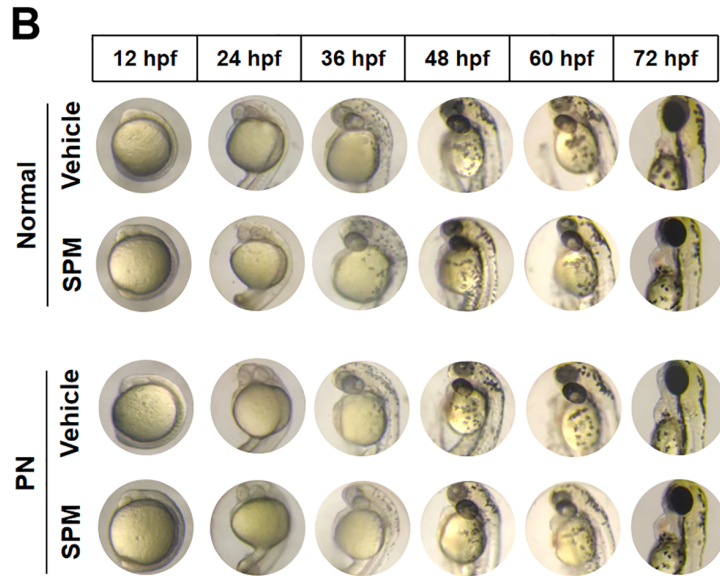 B
12 hpf 24 hpf 36 hpf 48 hpf 60 hpf 72 hpf
Normal
Vehicle
SPM
PN
Vehicle
SPM